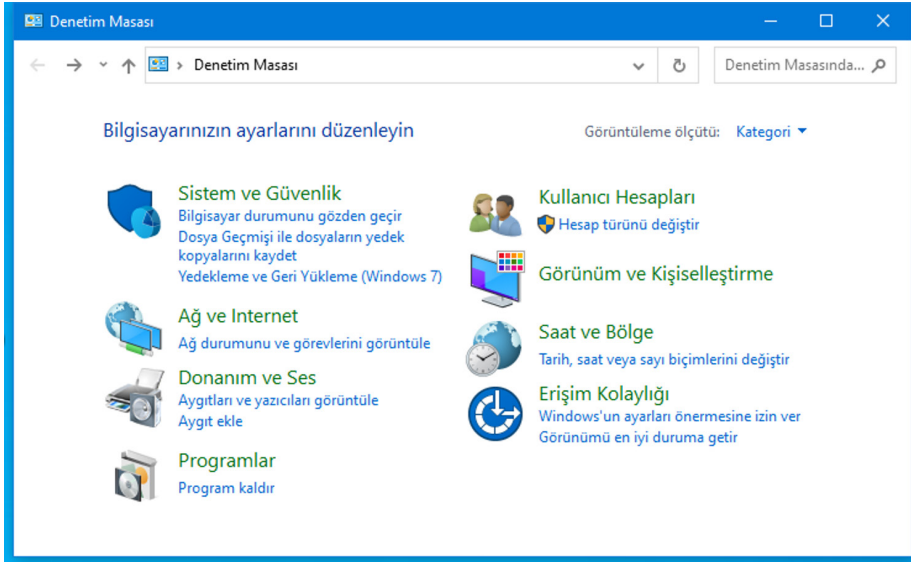 Denetim Masası
Denetim Masası
Denetim Masasında...
Bilgisayarınızın ayarlarını düzenleyin
Görüntüleme ölçütü: Kategori
Sistem ve Güvenlik
Bilgisayar durumunu gözden geçir
Dosya Geçmişi ile dosyaların yedek
kopyalarını kaydet
Yedekleme ve Geri Yükleme (Windows 7)
Ağ ve Internet
Ağ durumunu ve görevlerini görüntüle
Donanım ve Ses
Aygıtları ve yazıcıları görüntüle
Aygıt ekle
Programlar
Program kaldır
Kullanıcı Hesapları
Hesap türünü değiştir
Görünüm ve Kişiselleştirme
Saat ve Bölge
Tarih, saat veya sayı biçimlerini değiştir
Erişim Kolaylığı
Windows'un ayarları önermesine izin ver
Görünümü en iyi duruma getir